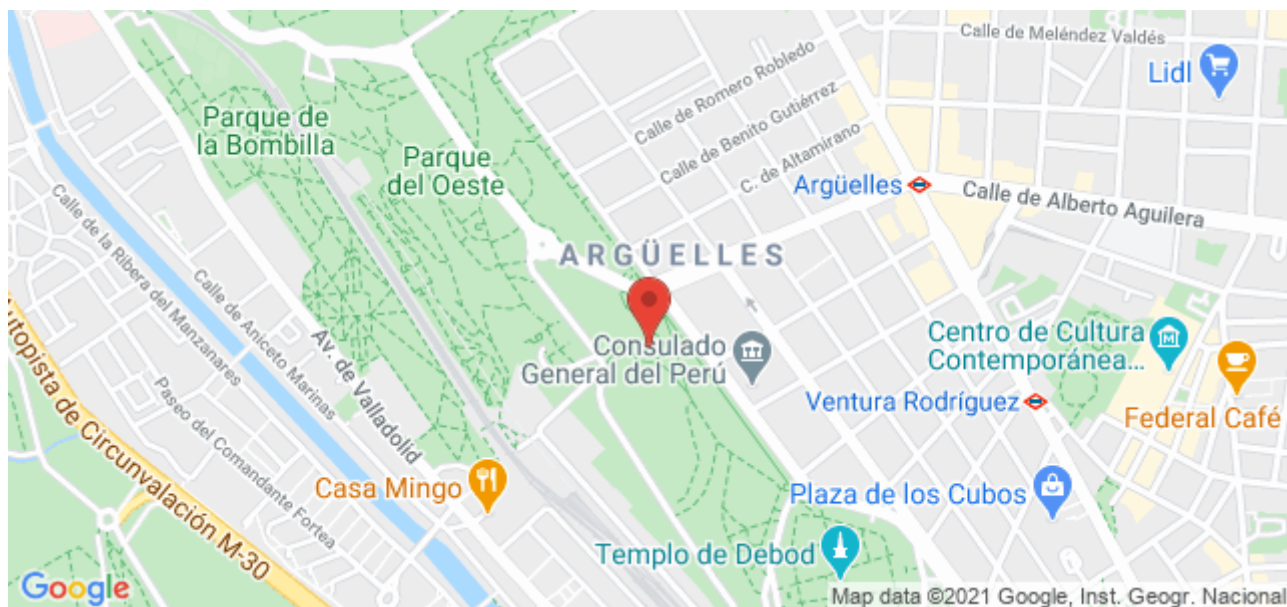 Calle de Meléndez Valdés
Lidl
Calle de Romero Robledo
Calle de Benito Gutiérrez
C. de Altamirano
Parque de
la Bombilla
Parque
del Oeste
Argüelles
Calle de Alberto Aguilera
ARGÜELLES
Calle de la Ribera del Manzanares
Calle de Aniceto Marinas
Av. de Valladolid
Autopista de Circunvalación M-30
Paseo del Comandante Fortea
Consulado
General del Perú
Centro de Cultura
Contemporánea...
Ventura Rodríguez
Federal Café
Casa Mingo
Plaza de los Cubos
Templo de Debod
Google
Map data ©2021 Google, Inst. Geogr. Nacional